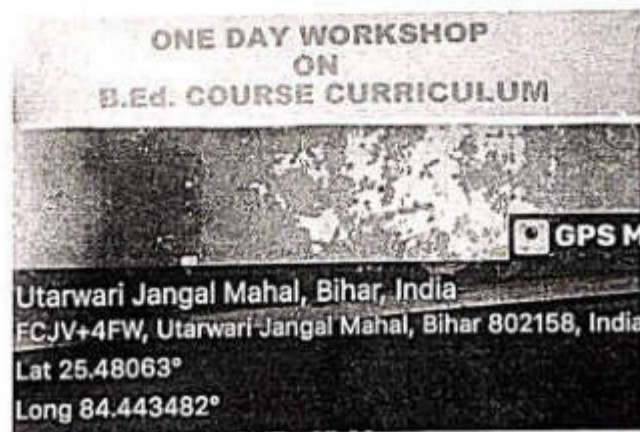 ONE DAY WORKSHOP
ON
B.Ed. COURSE CURRICULUM
GPS M
Utarwari Jangal Mahal, Bihar, India
FCJV+4FW, Utarwari Jangal Mahal, Bihar 802158, India
Lat 25.48063°
Long 84.443482°